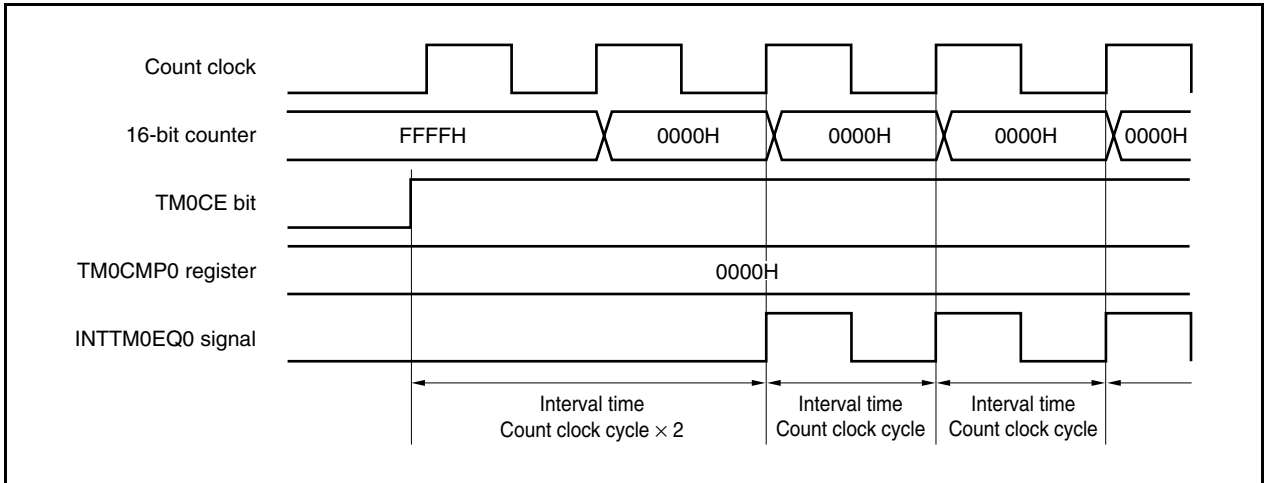 Count clock
16-bit counter FFFFH 0000H 0000H 0000H 0000H
TM0CE bit
TM0CMP0 register 0000H
INTTM0EQ0 signal
Interval time Interval time Interval time
Count clock cycle × 2 Count clock cycle Count clock cycle